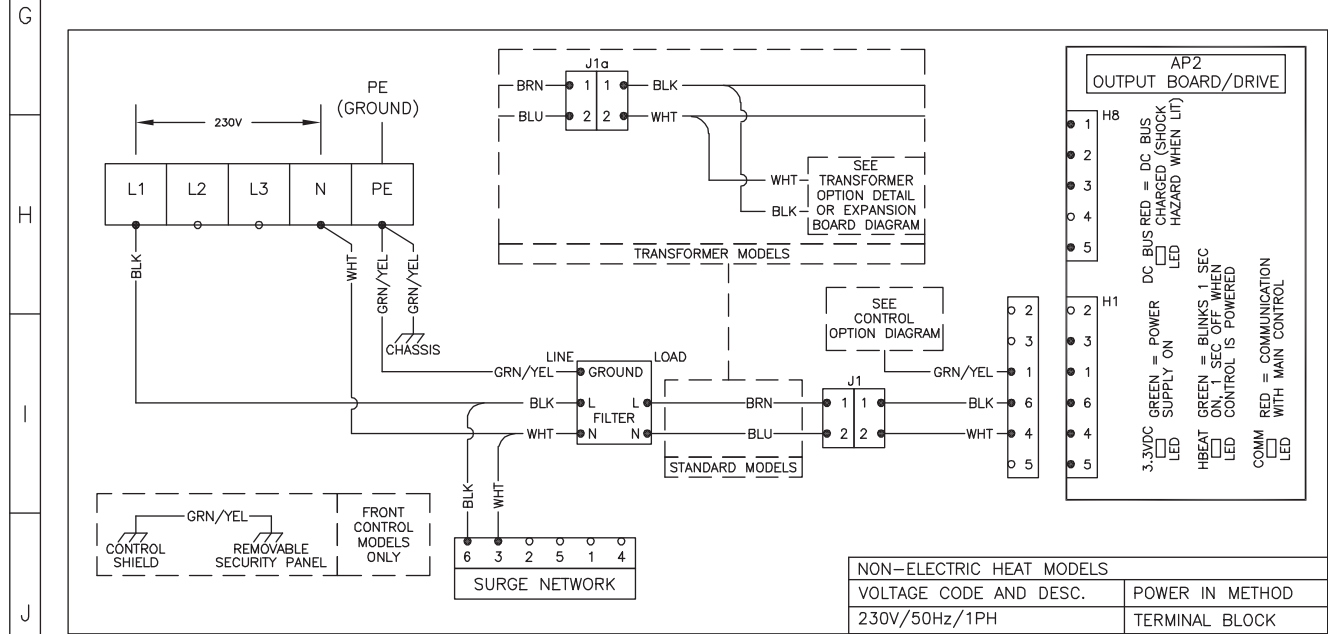 G
H
I
J
PE
(GROUND)
230V
L1
L2
L3
N
PE
BLK
WHT
GRN/YEL
GRN/YEL
CHASSIS
J1a
BRN
1
1
BLK
BLU
2
2
WHT
WHT
BLK
SEE
TRANSFORMER
OPTION DETAIL
OR EXPANSION
BOARD DIAGRAM
TRANSFORMER MODELS
LINE
LOAD
GRN/YEL
GROUND
BLK
L
L
FILTER
WHT
N
N
BRN
BLU
STANDARD MODELS
J1
1
1
2
2
SEE
CONTROL
OPTION DIAGRAM
GRN/YEL
BLK
WHT
2
3
1
6
4
5
AP2
OUTPUT BOARD/DRIVE
H8
1
2
3
4
5
H1
2
3
1
6
4
5
DC BUS
LED
RED = DC BUS
CHARGED (SHOCK
HAZARD WHEN LIT)
3.3VDC
LED
GREEN = POWER
SUPPLY ON
HBEAT
LED
GREEN = BLINKS 1 SEC
ON, 1 SEC OFF WHEN
CONTROL IS POWERED
COMM
LED
RED = COMMUNICATION
WITH MAIN CONTROL
BLK
WHT
6
3
2
5
1
4
SURGE NETWORK
GRN/YEL
CONTROL
SHIELD
REMOVABLE
SECURITY PANEL
FRONT
CONTROL
MODELS
ONLY
NON-ELECTRIC HEAT MODELS
VOLTAGE CODE AND DESC.
POWER IN METHOD
230V/50Hz/1PH
TERMINAL BLOCK